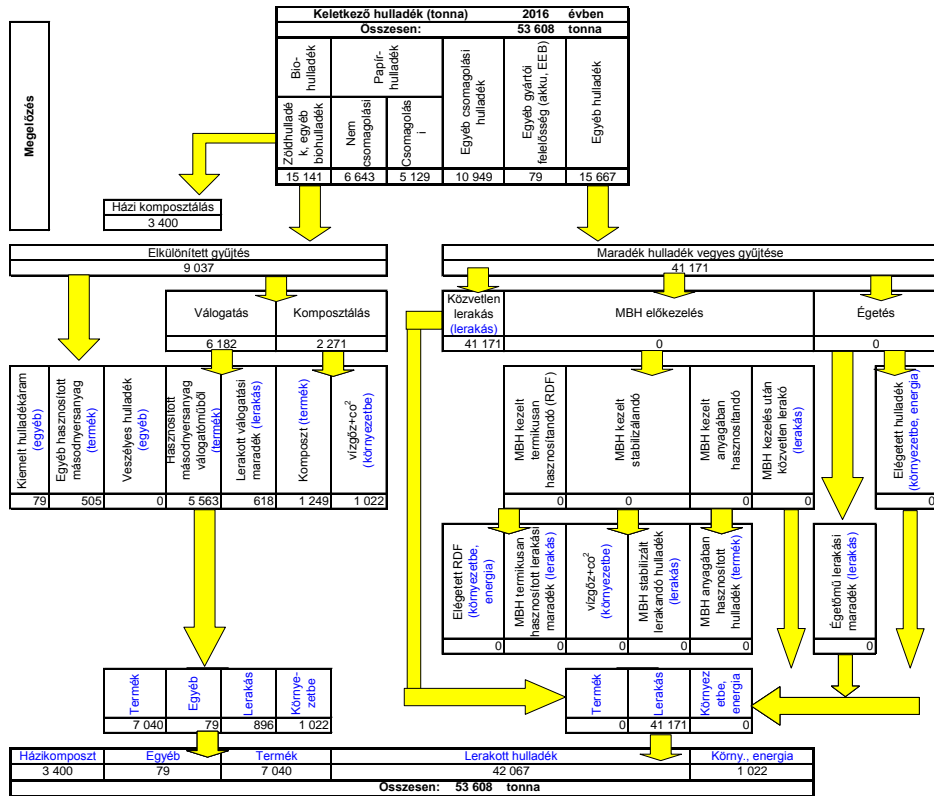 Keletkező hulladék (tonna) 2016 évben
Összesen: 53 608 tonna
Megelőzés
Bio-
hulladék
Papír-
hulladék
Zöldhulladé
k, egyéb
biohulladék
Nem
csomagolási
Csomagolás
i
Egyéb csomagolási
hulladék
Egyéb gyártói
felelősség (akku, EEB)
Egyéb hulladék
15 141 6 643 5 129 10 949 79 15 667
Házi komposztálás
3 400
Elkülönített gyűjtés
9 037
Maradék hulladék vegyes gyűjtése
41 171
Válogatás
6 182
Komposztálás
2 271
Közvetlen
lerakás
(lerakás)
41 171
MBH előkezelés
0
Égetés
0
Kiemelt hulladékáram
(egyéb)
Egyéb hasznosított
másodnyersanyag
(termék)
Veszélyes hulladék
(egyéb)
Hasznosított
másodnyersanyag
válogatóműből
(termék)
Lerakott válogatási
maradék (lerakás)
Komposzt (termék)
vízgőz+co²
(környezetbe)
79 505 0 5 563 618 1 249 1 022
MBH kezelt
termikusan
hasznosítandó (RDF)
MBH kezelt
stabilizálandó
MBH kezelt
anyagában
hasznosítandó
MBH kezelés után
közvetlen lerakó
(lerakás)
Elégetett hulladék
(környezetbe, energia)
0 0 0 0 0
Elégetett RDF
(környezetbe,
energia)
MBH termikusan
hasznosított lerakási
maradék (lerakás)
vízgőz+co²
(környezetbe)
MBH stabilizált
lerakandó hulladék
(lerakás)
MBH anyagában
hasznosított
hulladék (termék)
Égetőmű lerakási
maradék (lerakás)
0 0 0 0 0 0
Termék
Egyéb
Lerakás
Környe-
zetbe
7 040 79 896 1 022
Termék
Lerakás
Környez
etbe,
energia
0 41 171 0
Házikomposzt Egyéb Termék Lerakott hulladék Körny., energia
3 400 79 7 040 42 067 1 022
Összesen: 53 608 tonna